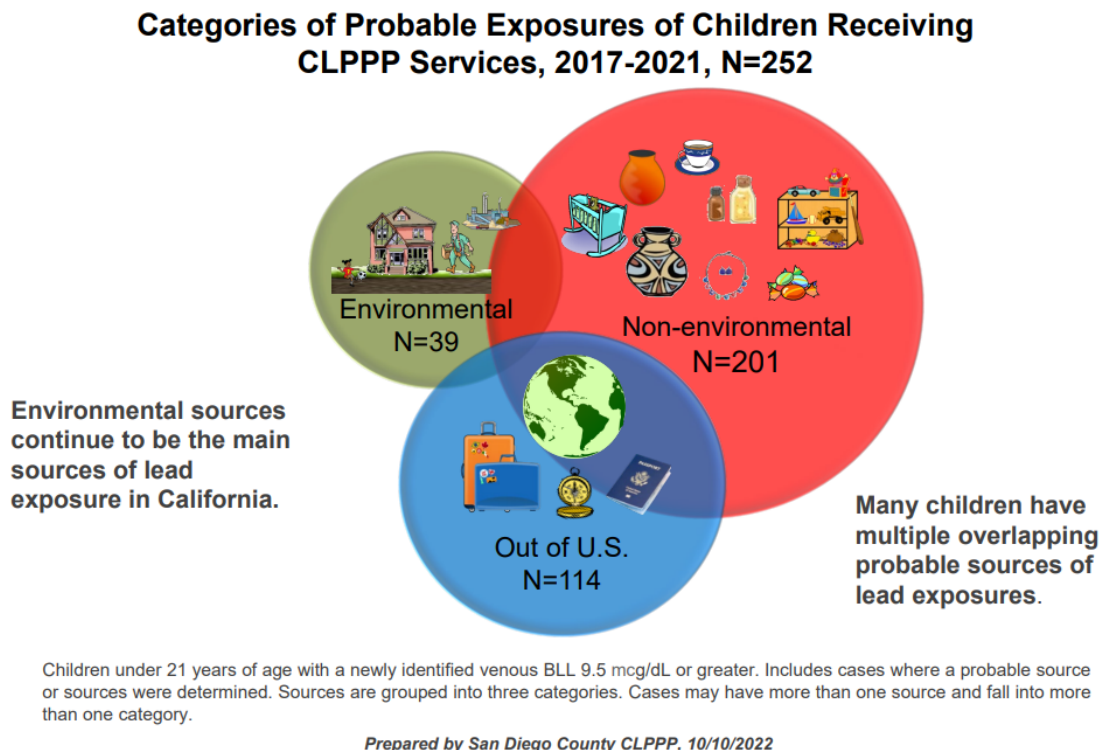 Categories of Probable Exposures of Children Receiving
CLPPP Services, 2017-2021, N=252
Environmental
N=39
Non-environmental
N=201
Environmental sources
continue to be the main
sources of lead
exposure in California.
PASSPORT
Out of U.S.
N=114
Many children have
multiple overlapping
probable sources of
lead exposures.
Children under 21 years of age with a newly identified venous BLL 9.5 mcg/dL or greater. Includes cases where a probable source
or sources were determined. Sources are grouped into three categories. Cases may have more than one source and fall into more
than one category.
Prepared by San Diego County CLPPP, 10/10/2022